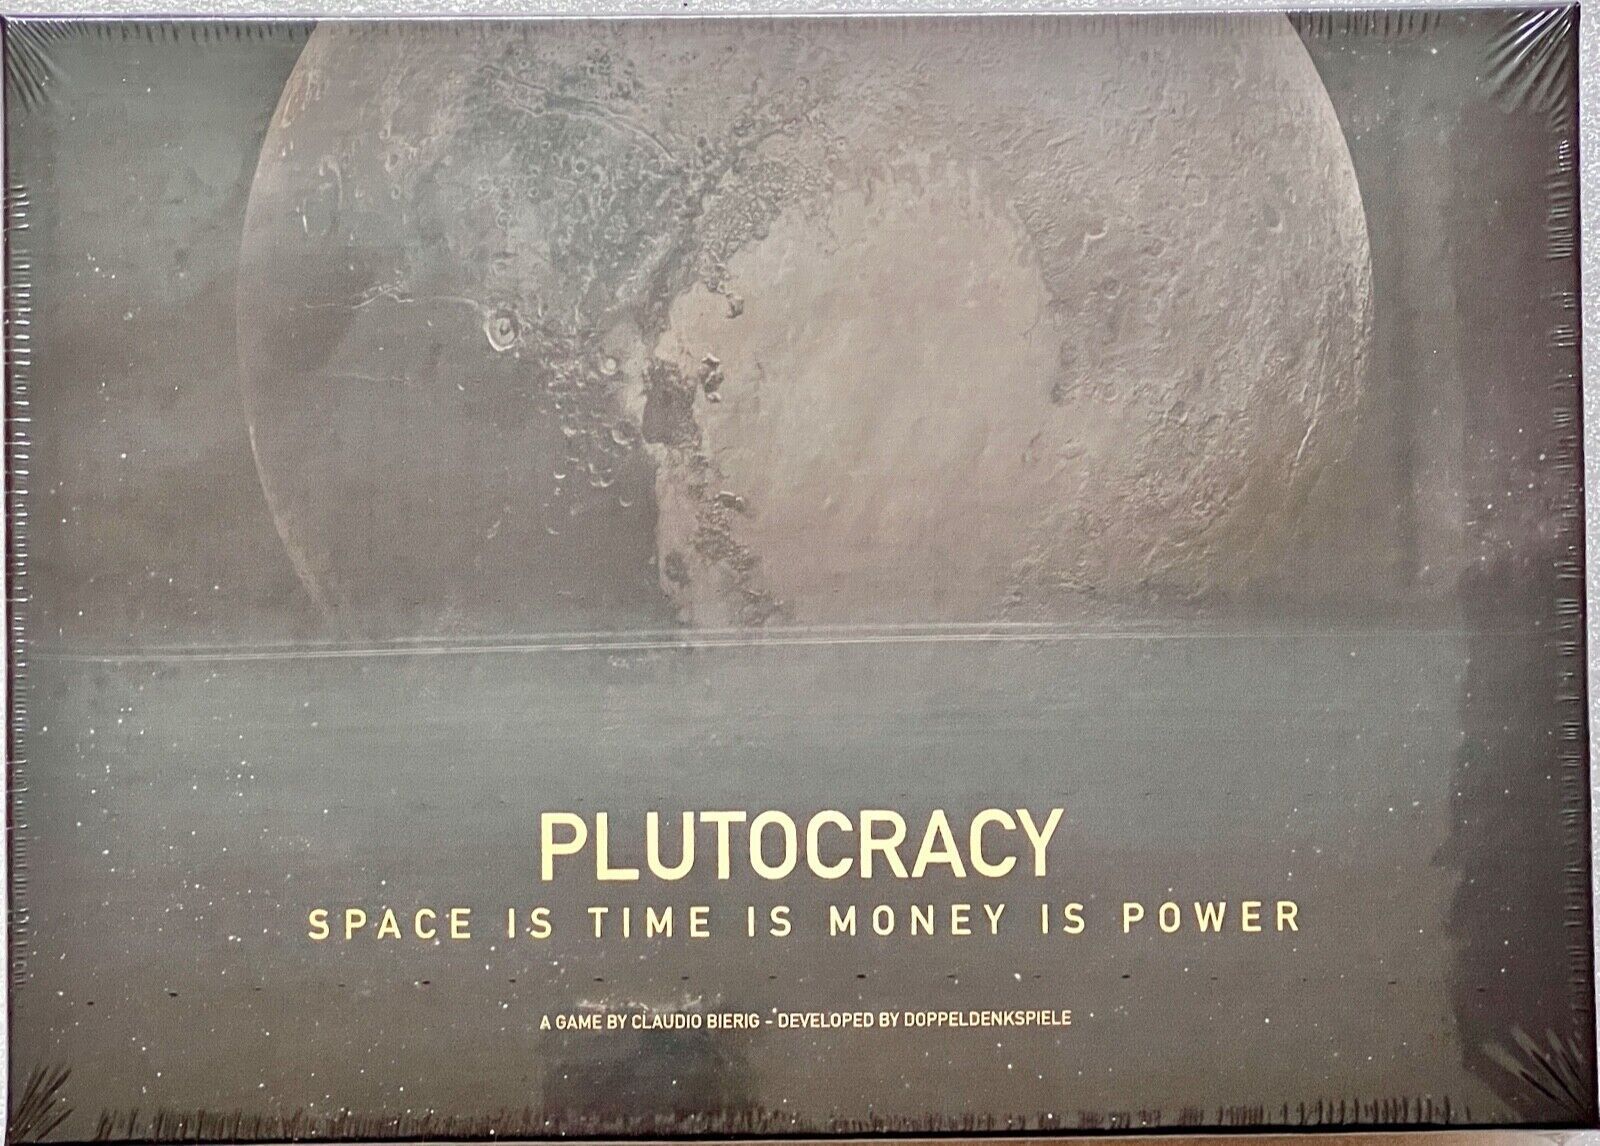 PLUTOCRACY
SPACE IS TIME IS MONEY IS POWER
A GAME BY CLAUDIO BIERIG - DEVELOPED BY DOPPELDENKSPIELE